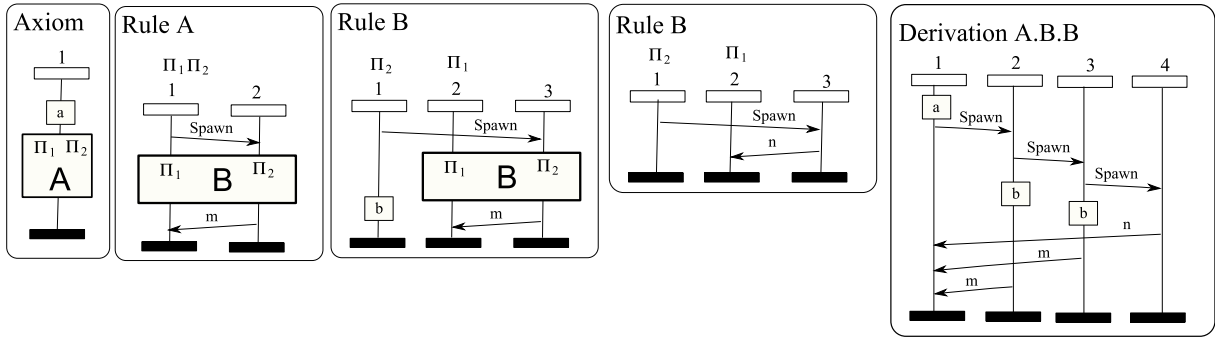 Axiom
1
a
Π1 Π2
A
Rule A
Π1 Π2
1 2
Spawn
Π1 B Π2
m
Rule B
Π2 Π1
1 2 3
Spawn
Π1 B Π2
b
m
Rule B
Π2 Π1
1 2 3
Spawn
n
Derivation A.B.B
1 2 3 4
a
Spawn
Spawn
Spawn
b
b
n
m
m